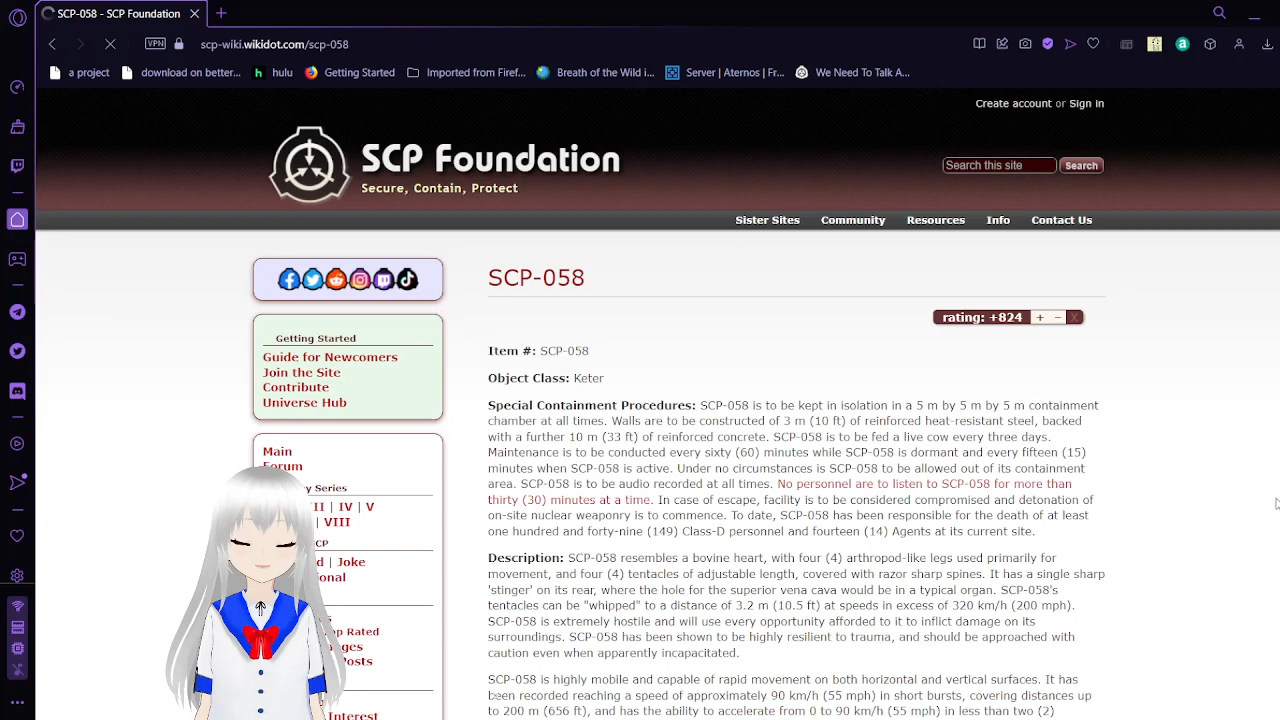 SCP-058 - SCP Foundation
VPN
scp-wiki.wikidot.com/scp-058
a project
download on better...
hulu
Getting Started
Imported from Firef...
Breath of the Wild i...
Server | Aternos | Fr...
We Need To Talk A...
Create account or Sign in
SCP Foundation
Secure, Contain, Protect
Search this site
Search
Sister Sites
Community
Resources
Info
Contact Us
Getting Started
Guide for Newcomers
Join the Site
Contribute
Universe Hub
Main
Forum
y Series
II | IV | V
| VIII
CP
d | Joke
ional
op Rated
ges
Posts
Interest
SCP-058
rating: +824 + – X
Item #: SCP-058
Object Class: Keter
Special Containment Procedures: SCP-058 is to be kept in isolation in a 5 m by 5 m by 5 m containment
chamber at all times. Walls are to be constructed of 3 m (10 ft) of reinforced heat-resistant steel, backed
with a further 10 m (33 ft) of reinforced concrete. SCP-058 is to be fed a live cow every three days.
Maintenance is to be conducted every sixty (60) minutes while SCP-058 is dormant and every fifteen (15)
minutes when SCP-058 is active. Under no circumstances is SCP-058 to be allowed out of its containment
area. SCP-058 is to be audio recorded at all times. No personnel are to listen to SCP-058 for more than
thirty (30) minutes at a time. In case of escape, facility is to be considered compromised and detonation of
on-site nuclear weaponry is to commence. To date, SCP-058 has been responsible for the death of at least
one hundred and forty-nine (149) Class-D personnel and fourteen (14) Agents at its current site.
Description: SCP-058 resembles a bovine heart, with four (4) arthropod-like legs used primarily for
movement, and four (4) tentacles of adjustable length, covered with razor sharp spines. It has a single sharp
'stinger' on its rear, where the hole for the superior vena cava would be in a typical organ. SCP-058's
tentacles can be "whipped" to a distance of 3.2 m (10.5 ft) at speeds in excess of 320 km/h (200 mph).
SCP-058 is extremely hostile and will use every opportunity afforded to it to inflict damage on its
surroundings. SCP-058 has been shown to be highly resilient to trauma, and should be approached with
caution even when apparently incapacitated.
SCP-058 is highly mobile and capable of rapid movement on both horizontal and vertical surfaces. It has
been recorded reaching a speed of approximately 90 km/h (55 mph) in short bursts, covering distances up
to 200 m (656 ft), and has the ability to accelerate from 0 to 90 km/h (55 mph) in less than two (2)